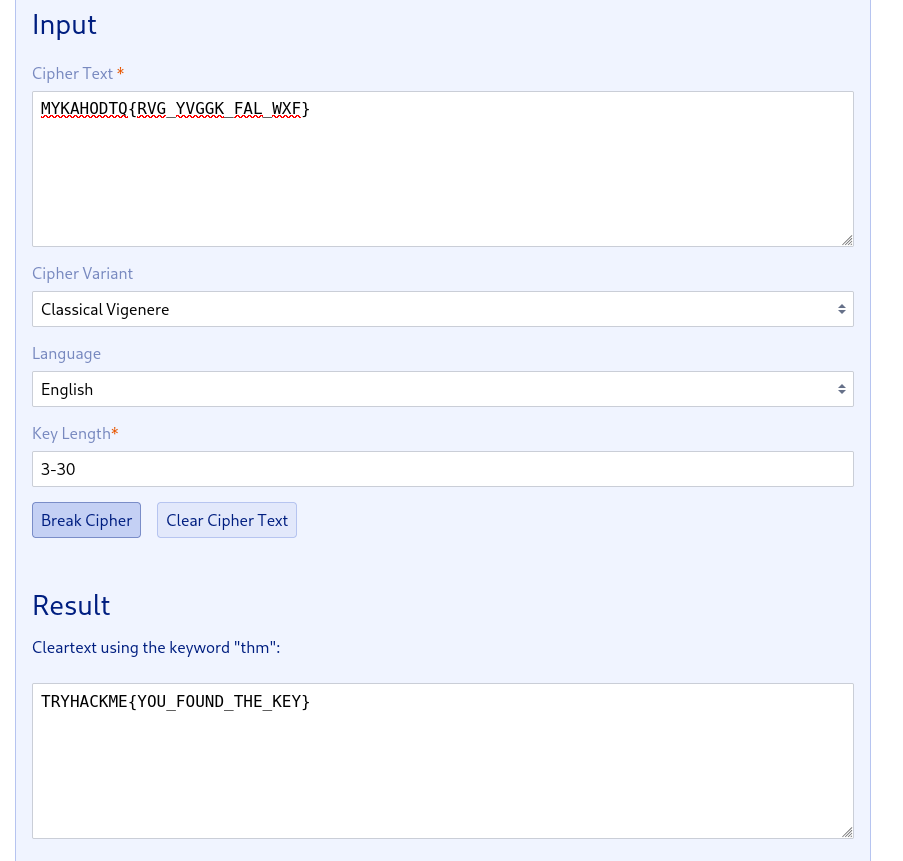 Input
Cipher Text *
MYKAHODTQ{RVG_YVGGK_FAL_WXF}
Cipher Variant
Classical Vigenere
Language
English
Key Length*
3-30
Break Cipher Clear Cipher Text
Result
Cleartext using the keyword "thm":
TRYHACKME{YOU_FOUND_THE_KEY}